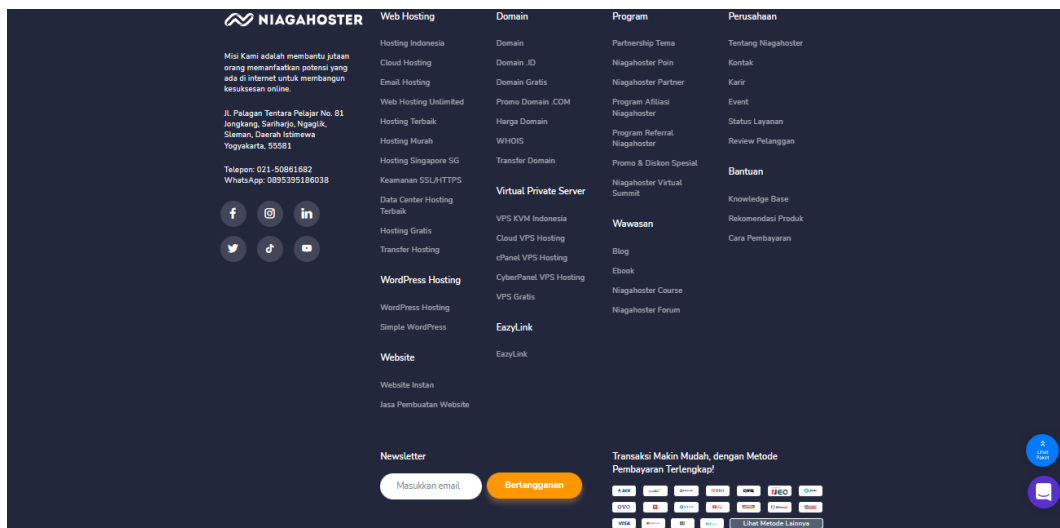 NIAGAHOSTER
Misi Kami adalah membantu jutaan
orang memanfaatkan potensi yang
ada di internet untuk membangun
kesuksesan online.
Jl. Palagan Tentara Pelajar No. 81
Jongkang, Sariharjo, Ngaglik,
Sleman, Daerah Istimewa
Yogyakarta, 55581
Telepon: 021-50861682
WhatsApp: 0895395186038
Web Hosting
Hosting Indonesia
Cloud Hosting
Email Hosting
Web Hosting Unlimited
Hosting Terbaik
Hosting Murah
Hosting Singapore SG
Keamanan SSL/HTTPS
Data Center Hosting
Terbaik
Hosting Gratis
Transfer Hosting
WordPress Hosting
WordPress Hosting
Simple WordPress
Website
Website Instan
Jasa Pembuatan Website
Domain
Domain
Domain .ID
Domain Gratis
Promo Domain .COM
Harga Domain
WHOIS
Transfer Domain
Virtual Private Server
VPS KVM Indonesia
Cloud VPS Hosting
cPanel VPS Hosting
CyberPanel VPS Hosting
VPS Gratis
EazyLink
EazyLink
Program
Partnership Tema
Niagahoster Poin
Niagahoster Partner
Program Afiliasi
Niagahoster
Program Referral
Niagahoster
Promo & Diskon Spesial
Niagahoster Virtual
Summit
Wawasan
Blog
Ebook
Niagahoster Course
Niagahoster Forum
Perusahaan
Tentang Niagahoster
Kontak
Karir
Event
Status Layanan
Review Pelanggan
Bantuan
Knowledge Base
Rekomendasi Produk
Cara Pembayaran
Newsletter
Masukkan email
Berlangganan
Transaksi Makin Mudah, dengan Metode
Pembayaran Terlengkap!
BCA
OVO
VISA
Lihat Metode Lainnya
Lihat
Paket